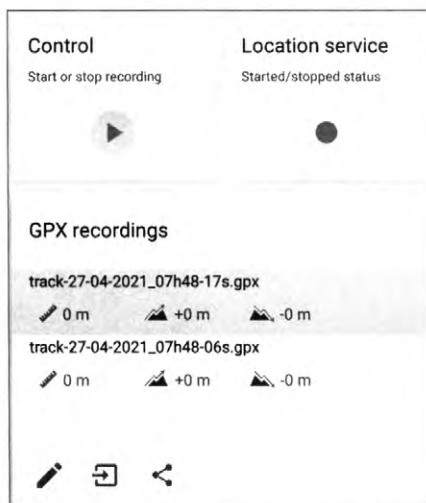 Control
Location service
Start or stop recording
Started/stopped status
GPX recordings
track-27-04-2021_07h48-17s.gpx
0 m +0 m -0 m
track-27-04-2021_07h48-06s.gpx
0 m +0 m -0 m